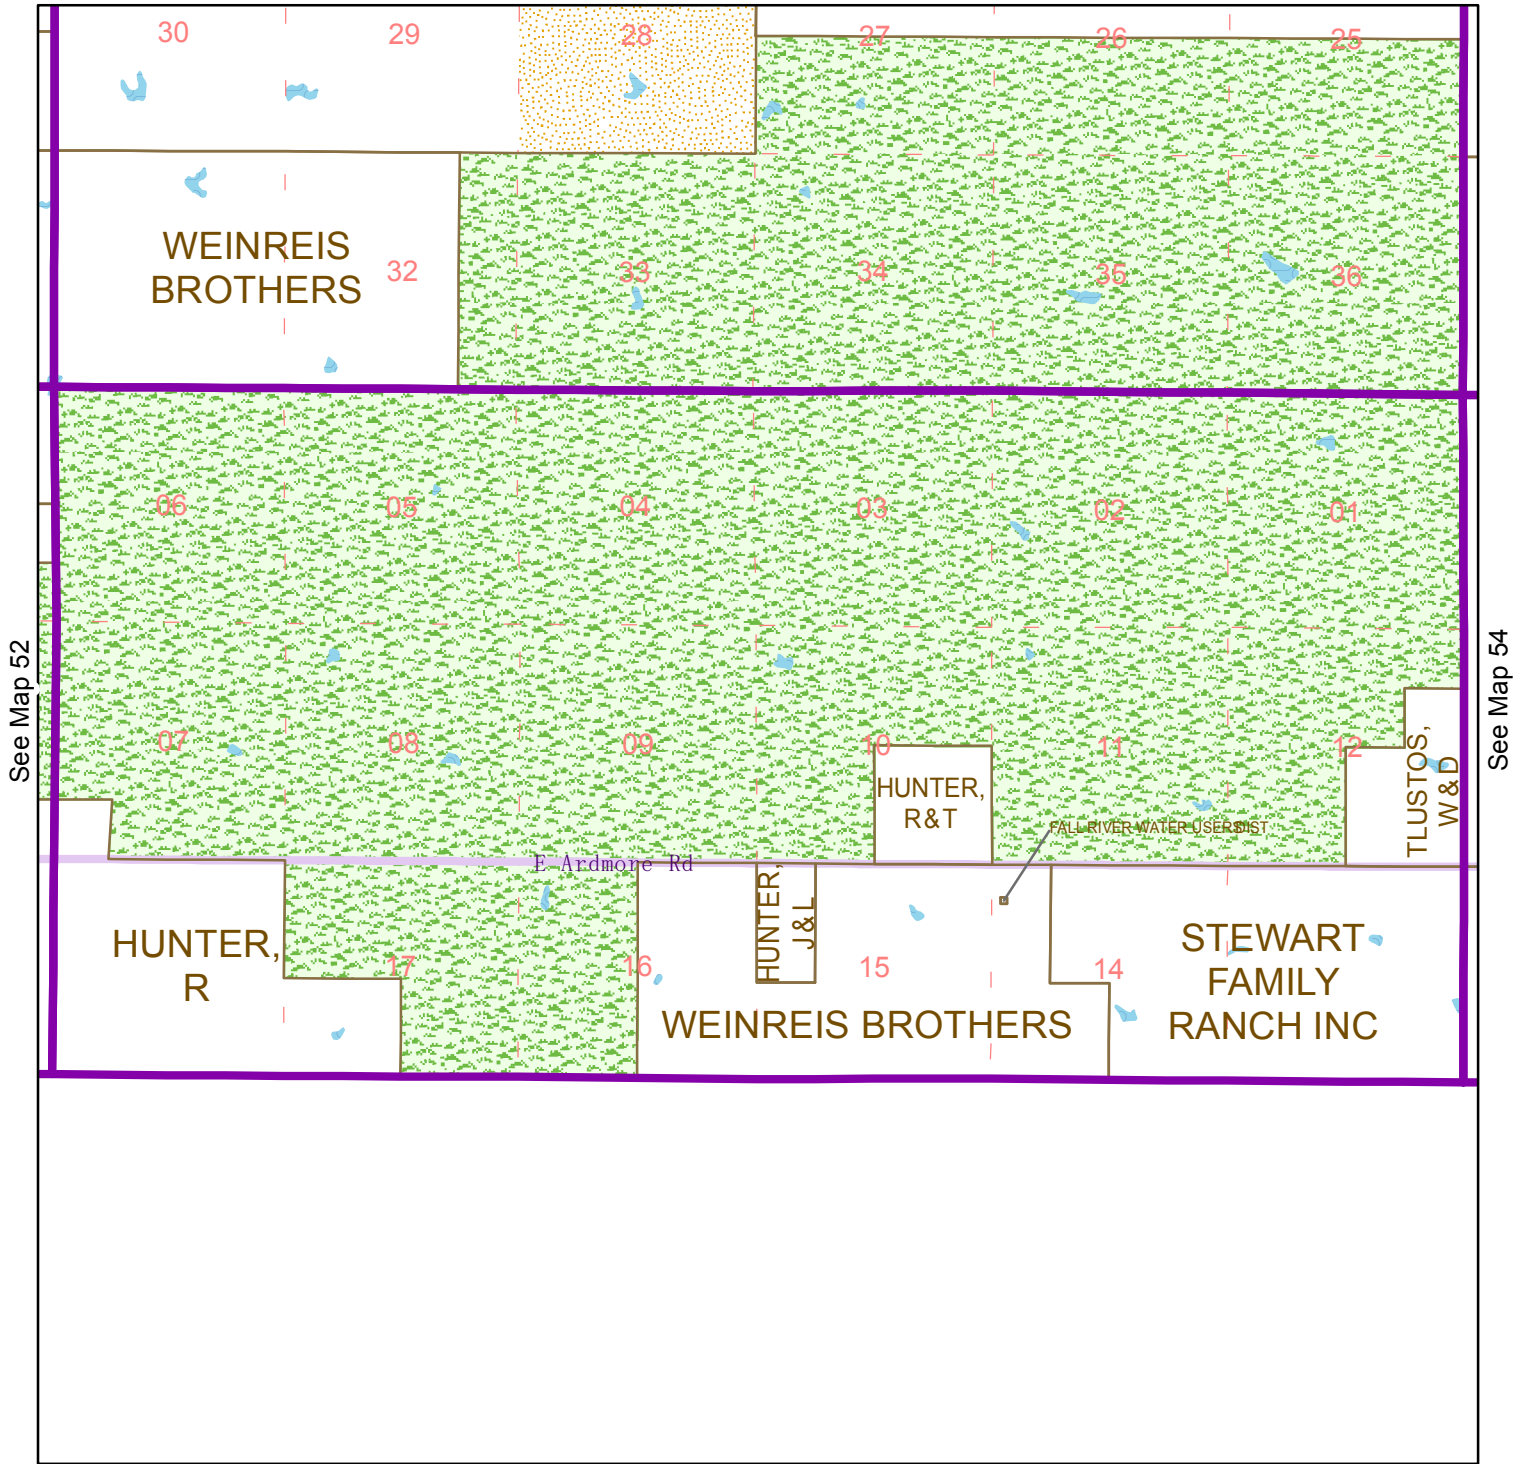 30
29
28
27
26
25
WEINREIS
BROTHERS
32
33
34
35
36
06
05
04
03
02
01
See Map 52
See Map 54
07
08
09
10
11
12
HUNTER,
R&T
TLUSTOS,
W&D
FALL RIVER WATER USERS DIST
E Ardmore Rd
HUNTER,
J&L
HUNTER,
R
17
16
15
14
WEINREIS BROTHERS
STEWART
FAMILY
RANCH INC